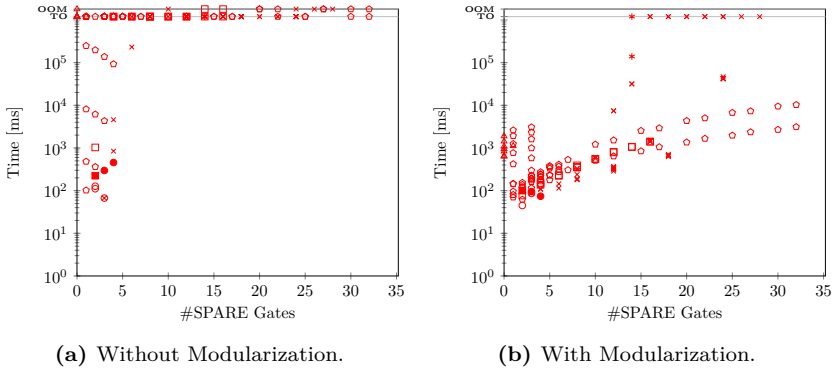 OOM
TO
10^5
10^4
10^3
10^2
10^1
10^0
Time [ms]
0 5 10 15 20 25 30 35
#SPARE Gates
(a) Without Modularization.
OOM
TO
10^5
10^4
10^3
10^2
10^1
10^0
Time [ms]
0 5 10 15 20 25 30 35
#SPARE Gates
(b) With Modularization.